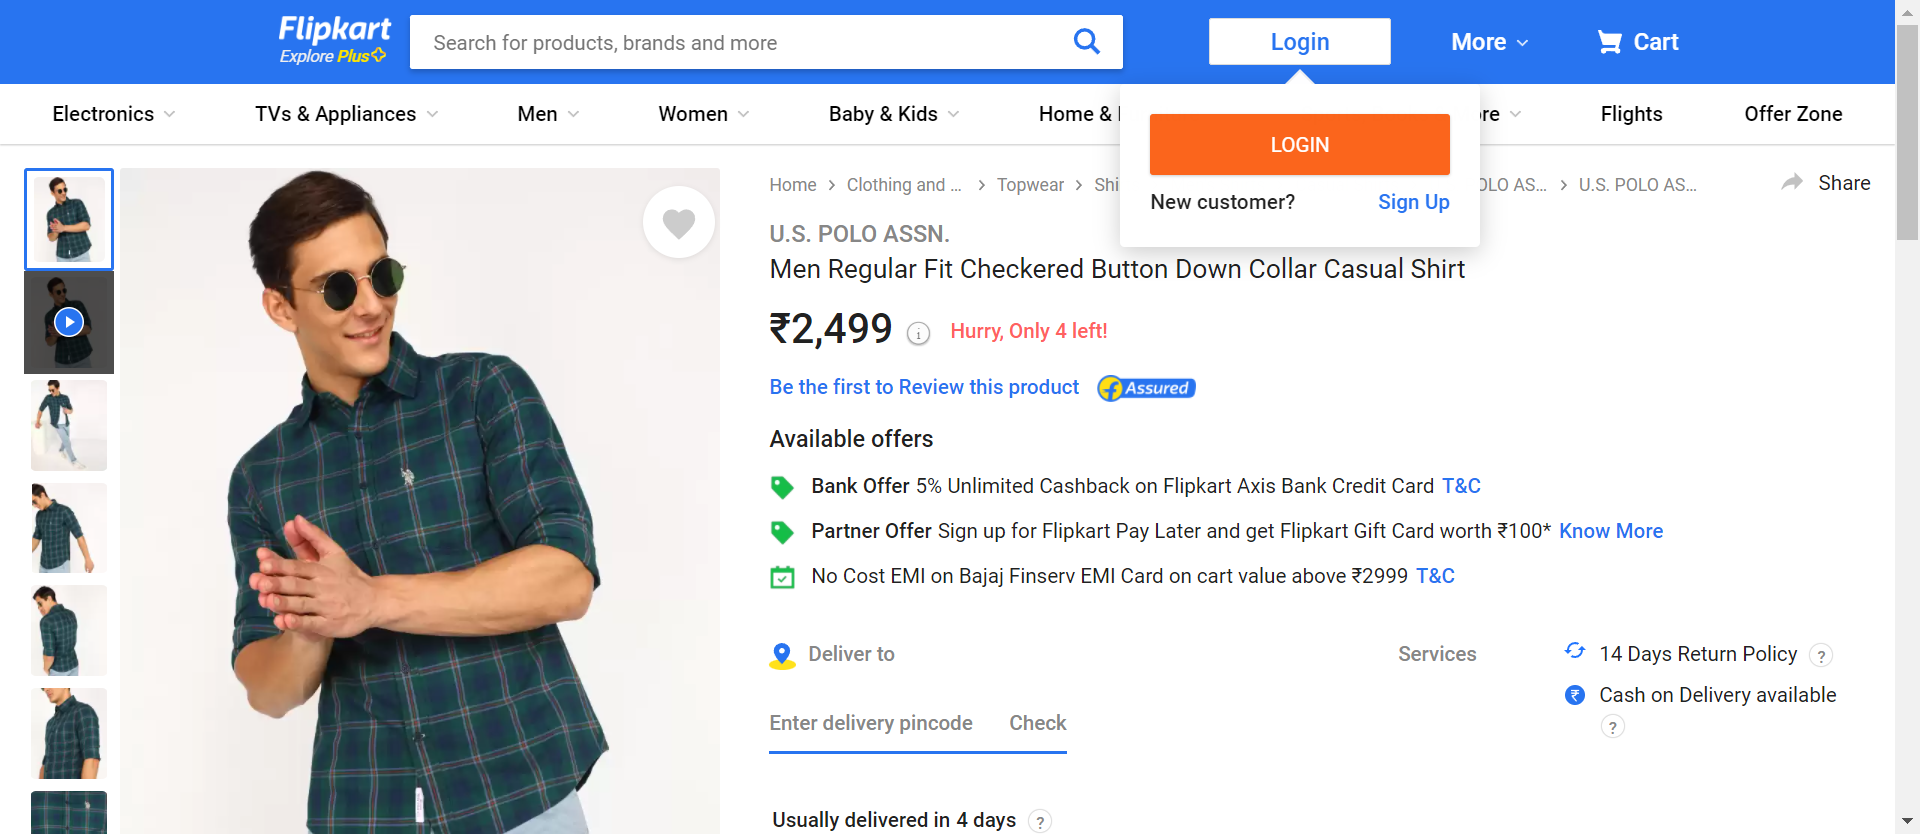 Flipkart
Explore Plus
Search for products, brands and more
Login
More
Cart
Electronics
TVs & Appliances
Men
Women
Baby & Kids
Home &
Flights
Offer Zone
LOGIN
New customer?
Sign Up
Home
Clothing and ...
Topwear
U.S. POLO AS...
Share
U.S. POLO ASSN.
Men Regular Fit Checkered Button Down Collar Casual Shirt
₹2,499
i
Hurry, Only 4 left!
Be the first to Review this product
f Assured
Available offers
Bank Offer 5% Unlimited Cashback on Flipkart Axis Bank Credit Card T&C
Partner Offer Sign up for Flipkart Pay Later and get Flipkart Gift Card worth ₹100* Know More
No Cost EMI on Bajaj Finserv EMI Card on cart value above ₹2999 T&C
Deliver to
Enter delivery pincode
Check
Usually delivered in 4 days ?
Services
14 Days Return Policy ?
₹ Cash on Delivery available
?